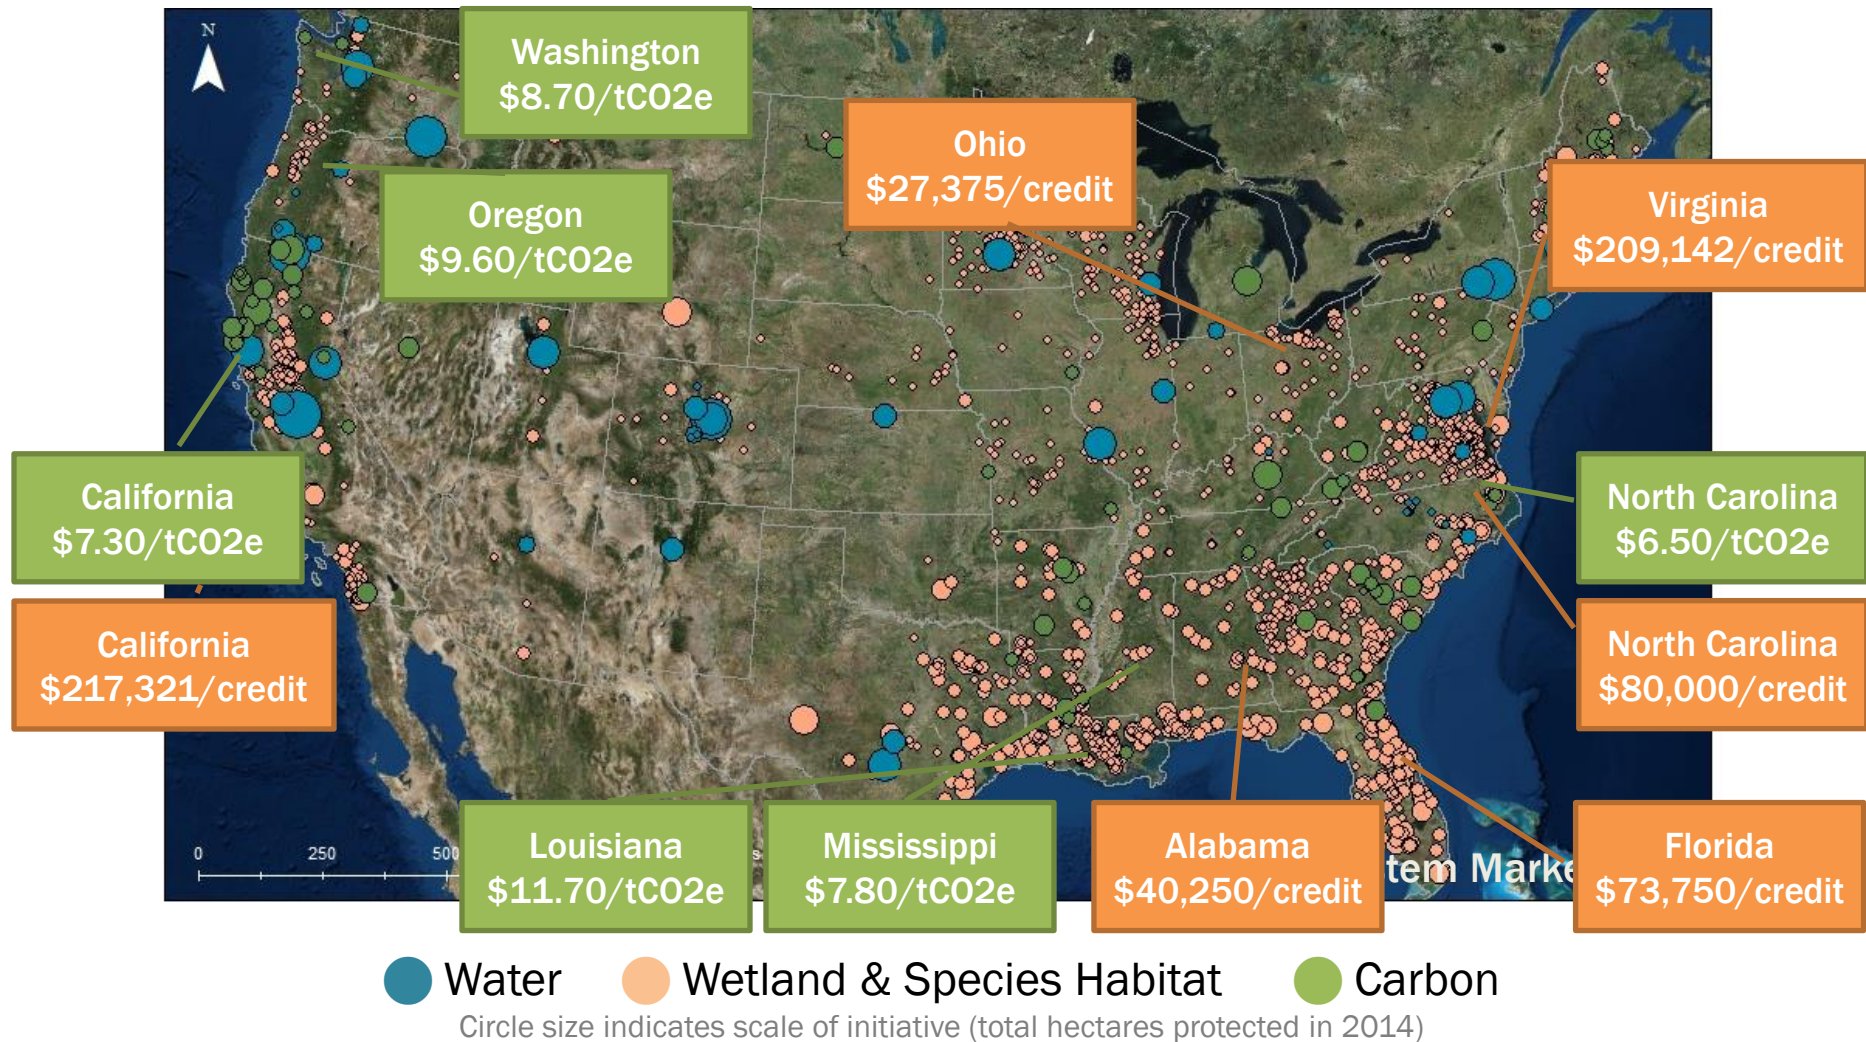 N
Washington
$8.70/tCO2e
Ohio
$27,375/credit
Virginia
$209,142/credit
Oregon
$9.60/tCO2e
California
$7.30/tCO2e
North Carolina
$6.50/tCO2e
California
$217,321/credit
North Carolina
$80,000/credit
0 250 500
Louisiana
$11.70/tCO2e
Mississippi
$7.80/tCO2e
Alabama
$40,250/credit
Florida
$73,750/credit
Water Wetland & Species Habitat Carbon
Circle size indicates scale of initiative (total hectares protected in 2014)